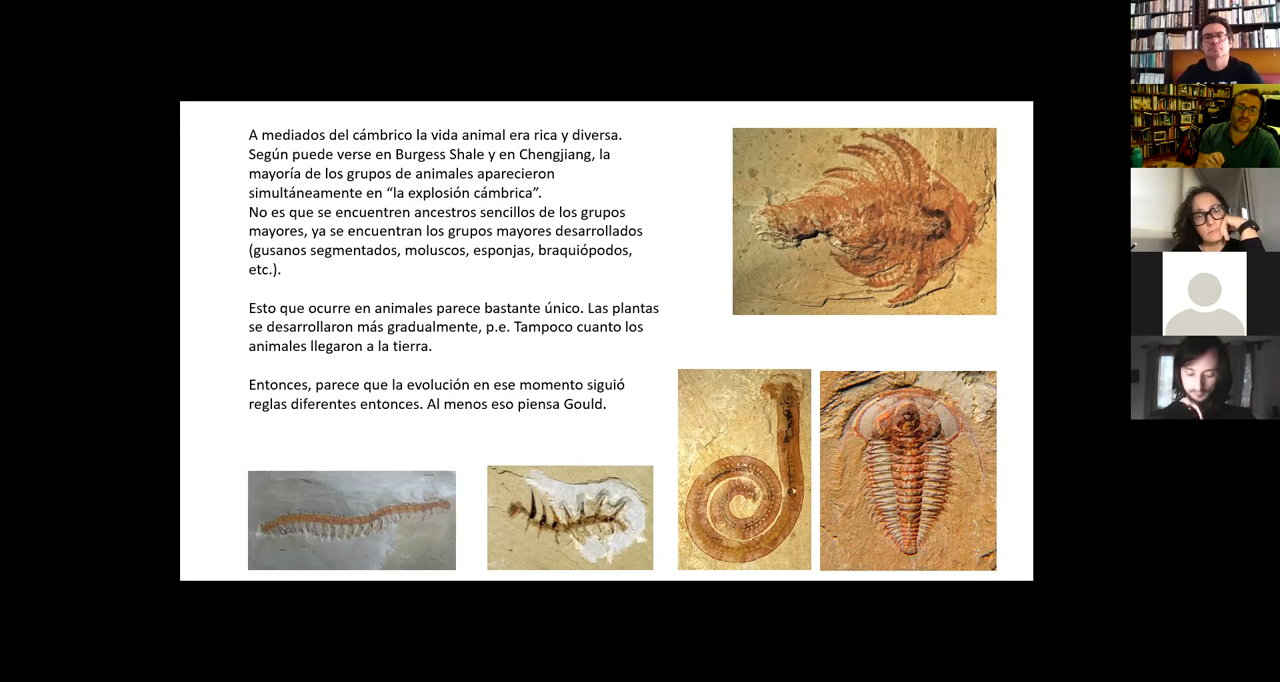 A mediados del cámbrico la vida animal era rica y diversa.
Según puede verse en Burgess Shale y en Chengjiang, la
mayoría de los grupos de animales aparecieron
simultáneamente en “la explosión cámbrica”.
No es que se encuentren ancestros sencillos de los grupos
mayores, ya se encuentran los grupos mayores desarrollados
(gusanos segmentados, moluscos, esponjas, braquiópodos,
etc.).
Esto que ocurre en animales parece bastante único. Las plantas
se desarrollaron más gradualmente, p.e. Tampoco cuanto los
animales llegaron a la tierra.
Entonces, parece que la evolución en ese momento siguió
reglas diferentes entonces. Al menos eso piensa Gould.